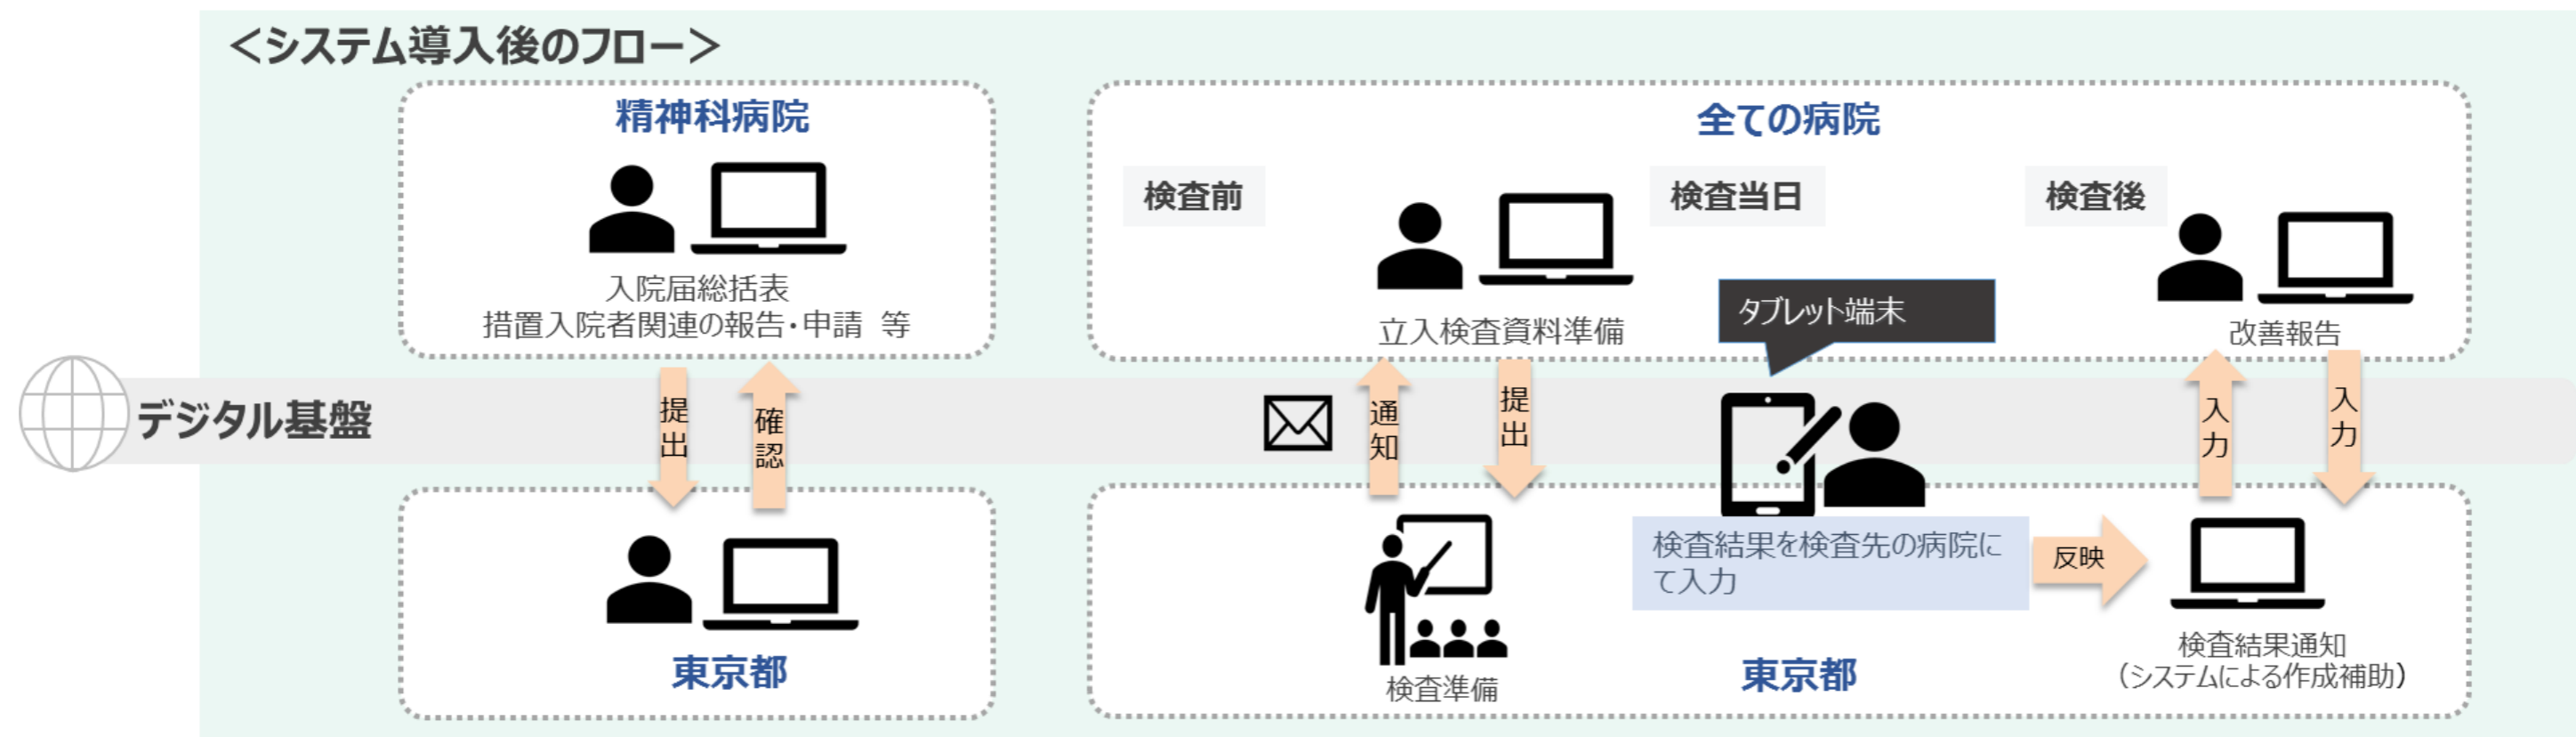 ＜システム導入後のフロー＞
精神科病院
入院届総括表
措置入院者関連の報告・申請 等
全ての病院
検査前
立入検査資料準備
検査当日
タブレット端末
検査後
改善報告
デジタル基盤
提出
確認
通知
提出
入力
入力
東京都
検査準備
検査結果を検査先の病院に
て入力
反映
東京都
検査結果通知
（システムによる作成補助）